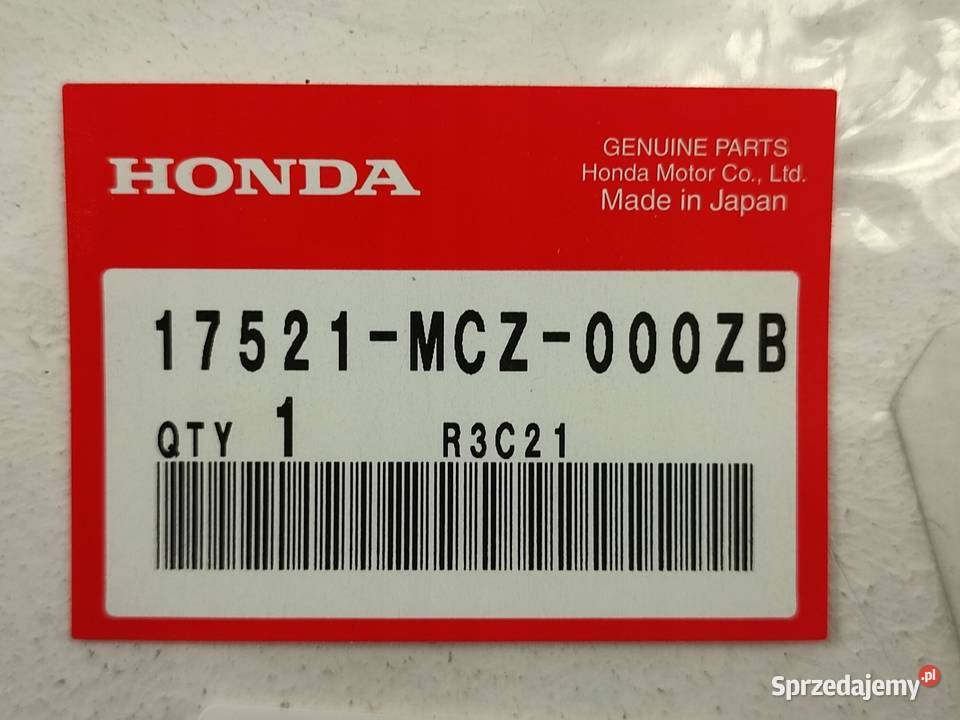 HONDA
GENUINE PARTS
Honda Motor Co., Ltd.
Made in Japan
17521-MCZ-000ZB
QTY 1 R3C21
Sprzedajemy.pl